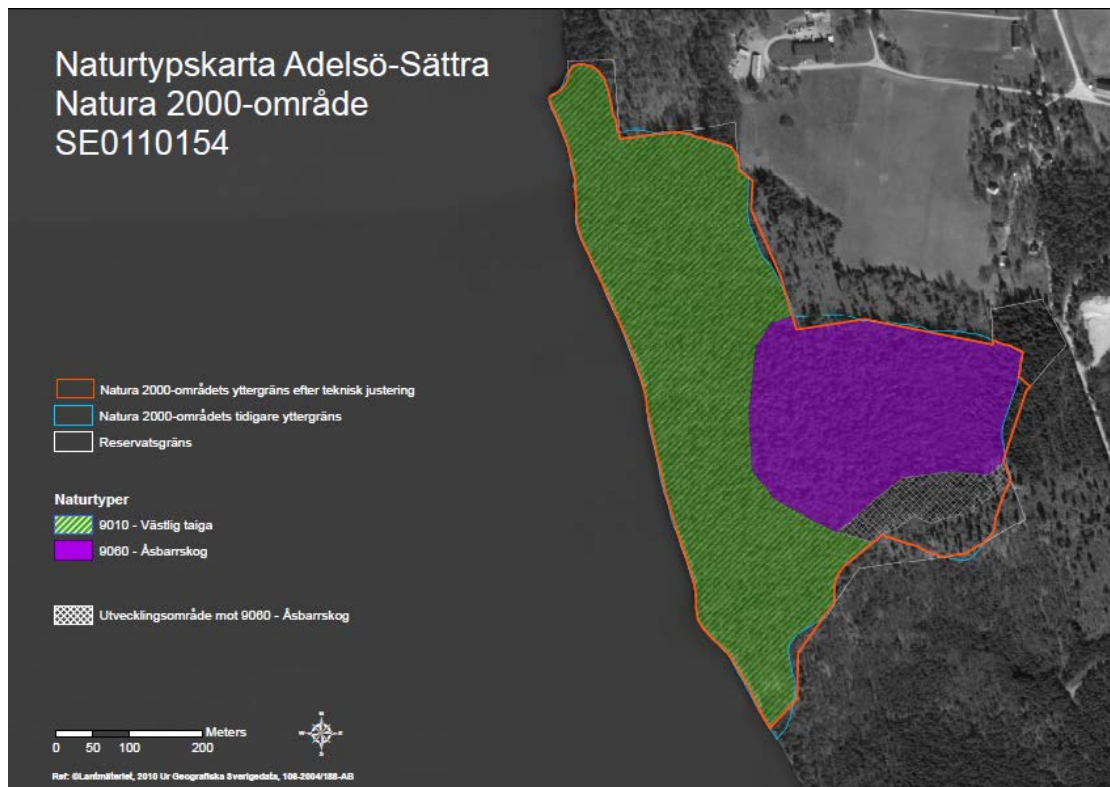 Naturtypskarta Adelsö-Sättra
Natura 2000-område
SE0110154
Natura 2000-områdets yttergräns efter teknisk justering
Natura 2000-områdets tidigare yttergräns
Reservatsgräns
Naturtyper
9010 - Västlig taiga
9060 - Åsbarrskog
Utvecklingsområde mot 9060 - Åsbarrskog
Meters
0 50 100 200
N
W E
S
Ref: ©Lantmäteriet, 2010 Ur Geografiska Sverigedata, 106-2004/188-AB